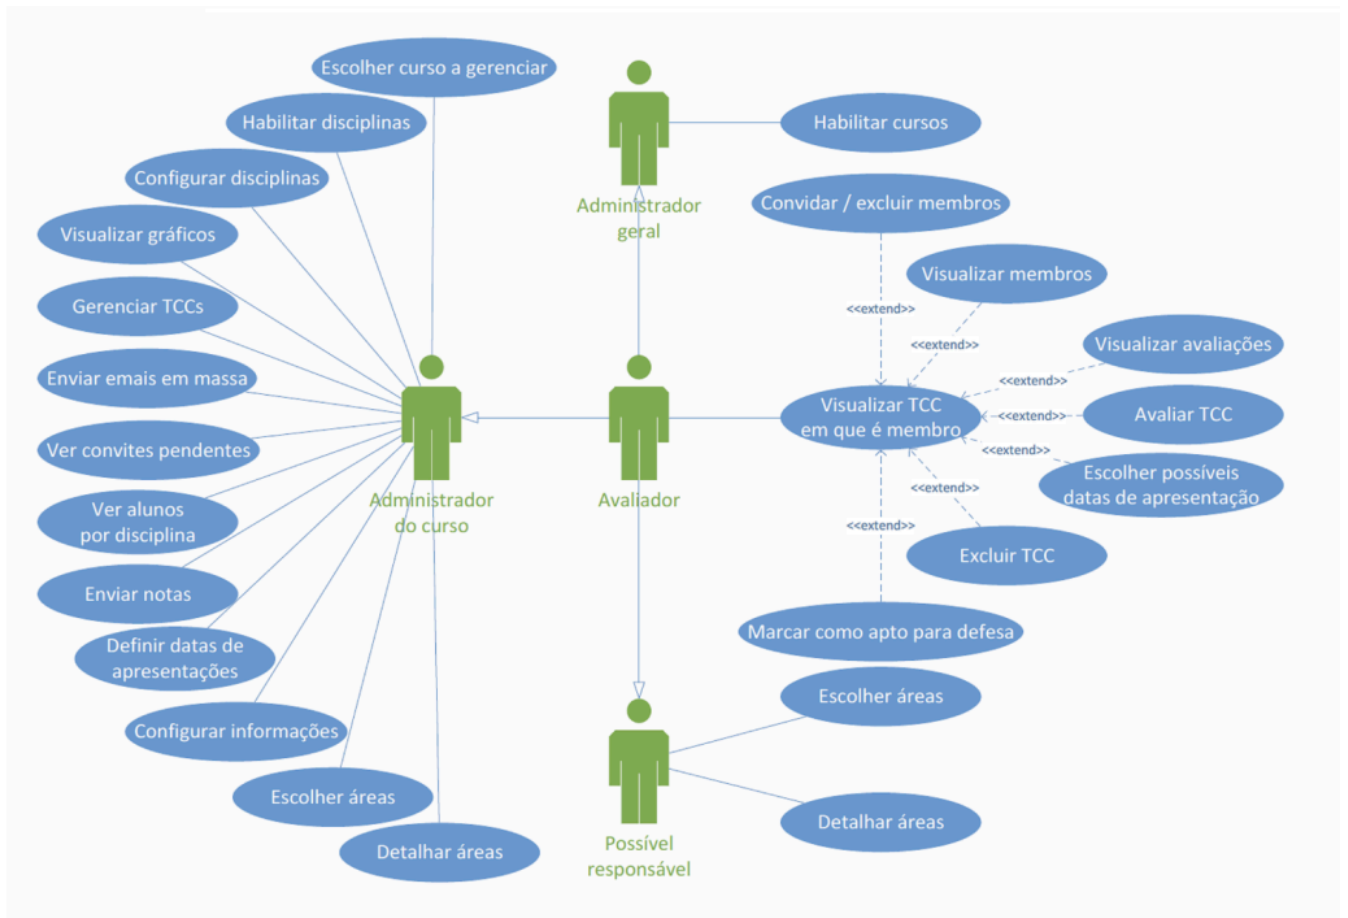 Escolher curso a gerenciar
Habilitar disciplinas
Configurar disciplinas
Visualizar gráficos
Gerenciar TCCs
Enviar emais em massa
Ver convites pendentes
Ver alunos
por disciplina
Enviar notas
Definir datas de
apresentações
Configurar informações
Escolher áreas
Detalhar áreas
Administrador
do curso
Administrador
geral
Avaliador
Possível
responsável
Habilitar cursos
Convidar / excluir membros
Visualizar membros
<<extend>>
<<extend>>
Visualizar avaliações
<<extend>>
Visualizar TCC
em que é membro
<<extend>>
Avaliar TCC
<<extend>>
Escolher possíveis
datas de apresentação
<<extend>>
<<extend>>
Excluir TCC
Marcar como apto para defesa
Escolher áreas
Detalhar áreas